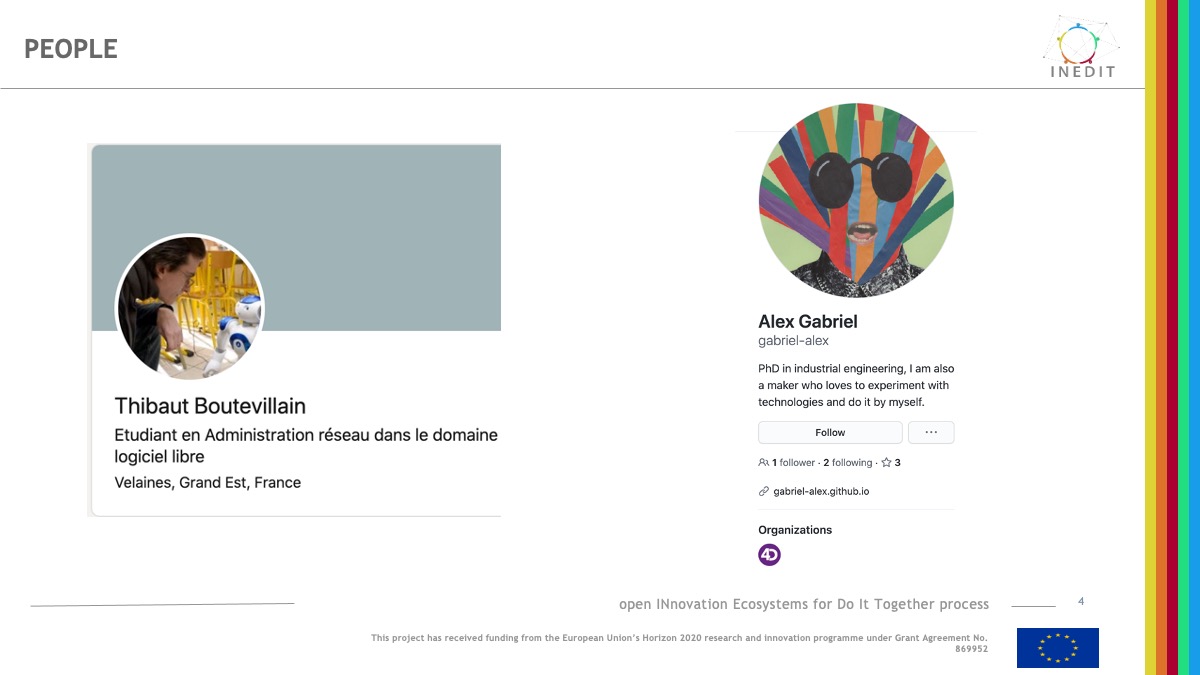 PEOPLE
INEDIT
Thibaut Boutevillain
Etudiant en Administration réseau dans le domaine
logiciel libre
Velaines, Grand Est, France
Alex Gabriel
gabriel-alex
PhD in industrial engineering, I am also
a maker who loves to experiment with
technologies and do it by myself.
Follow
...
1 follower · 2 following · 3
gabriel-alex.github.io
Organizations
4D
open INnovation Ecosystems for Do It Together process
4
This project has received funding from the European Union's Horizon 2020 research and innovation programme under Grant Agreement No.
869952